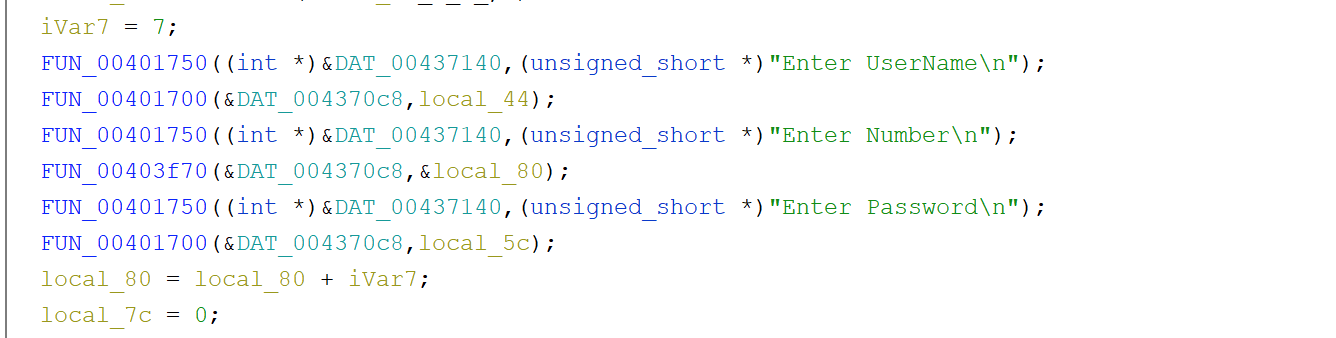 iVar7 = 7;
FUN_00401750((int *)&DAT_00437140,(unsigned_short *)"Enter UserName\n");
FUN_00401700(&DAT_004370c8,local_44);
FUN_00401750((int *)&DAT_00437140,(unsigned_short *)"Enter Number\n");
FUN_00403f70(&DAT_004370c8,&local_80);
FUN_00401750((int *)&DAT_00437140,(unsigned_short *)"Enter Password\n");
FUN_00401700(&DAT_004370c8,local_5c);
local_80 = local_80 + iVar7;
local_7c = 0;